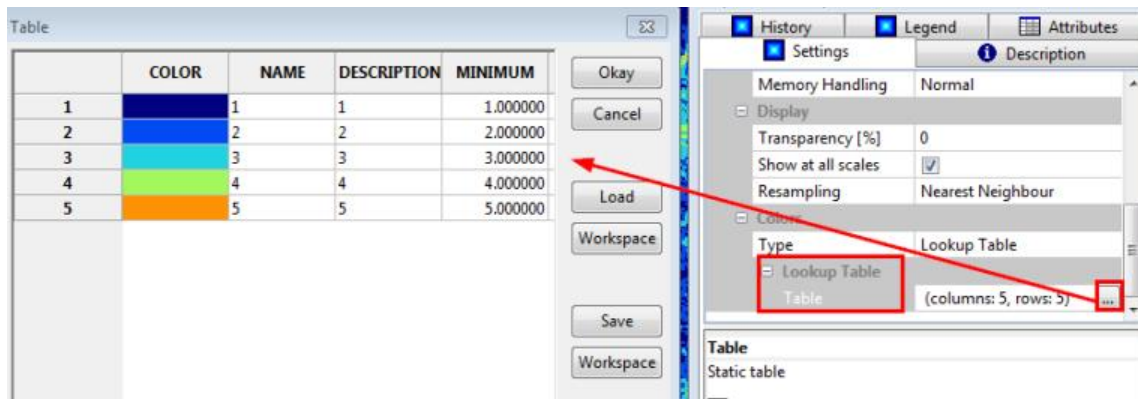 Table
COLOR NAME DESCRIPTION MINIMUM
1 1 1 1.000000
2 2 2 2.000000
3 3 3 3.000000
4 4 4 4.000000
5 5 5 5.000000
Okay
Cancel
Load
Workspace
Save
Workspace
History Legend Attributes
Settings Description
Memory Handling Normal
Display
Transparency [%] 0
Show at all scales
Resampling Nearest Neighbour
Colors
Type Lookup Table
Lookup Table
Table (columns: 5, rows: 5) ...
Table
Static table